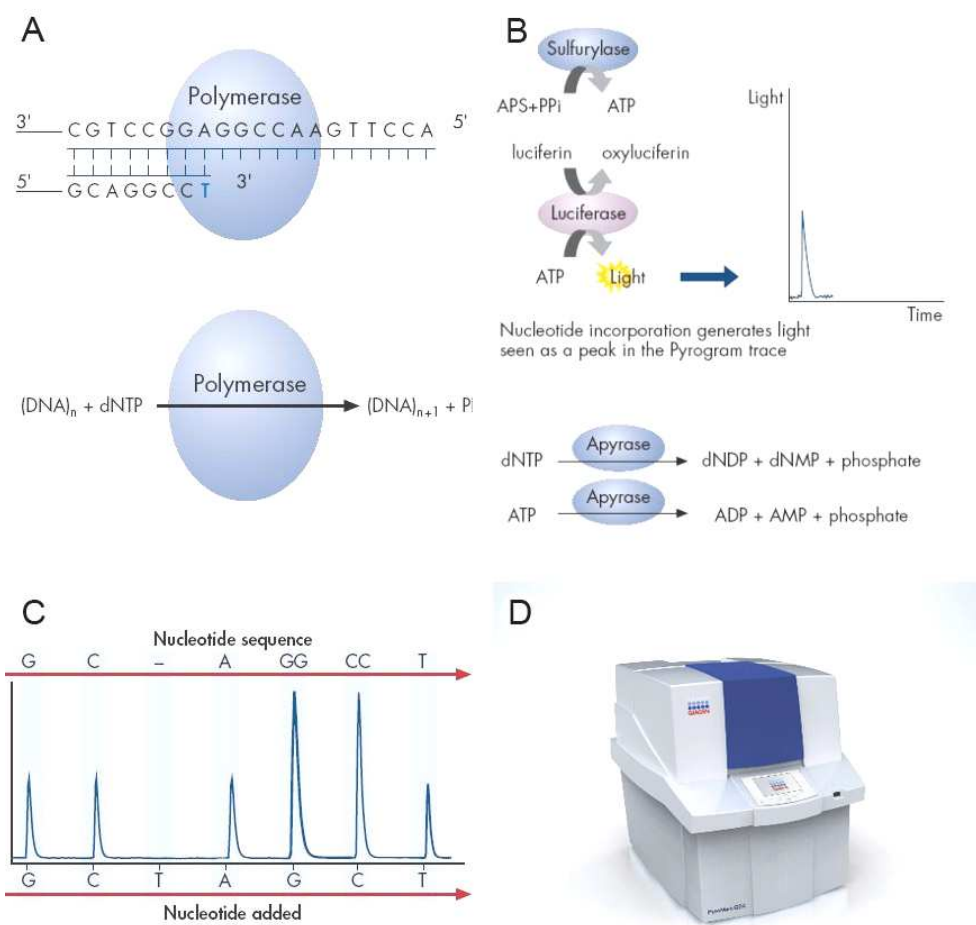 A
Polymerase
3' CGTCCGGAGGCCAAGTTCCA 5'
5' GCAGGCCT 3'
Polymerase
(DNA)n + dNTP (DNA)n+1 + P
B
Sulfurylase
APS+PPi ATP
luciferin oxyluciferin
Luciferase
ATP Light
Light
Time
Nucleotide incorporation generates light
seen as a peak in the Pyrogram trace
Apyrase
dNTP dNDP + dNMP + phosphate
Apyrase
ATP ADP + AMP + phosphate
C
Nucleotide sequence
G C – A GG CC T
G C T A G C T
Nucleotide added
D
QIAGEN